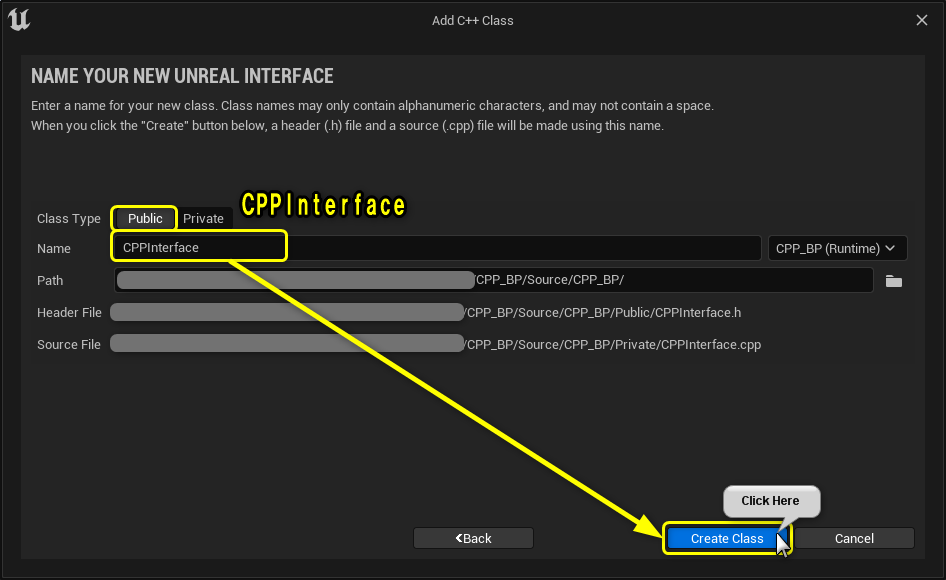 Add C++ Class
NAME YOUR NEW UNREAL INTERFACE
Enter a name for your new class. Class names may only contain alphanumeric characters, and may not contain a space.
When you click the "Create" button below, a header (.h) file and a source (.cpp) file will be made using this name.
CPPInterface
Class Type Public Private
Name CPPInterface CPP_BP (Runtime)
Path /CPP_BP/Source/CPP_BP/
Header File /CPP_BP/Source/CPP_BP/Public/CPPInterface.h
Source File /CPP_BP/Source/CPP_BP/Private/CPPInterface.cpp
Click Here
Back Create Class Cancel